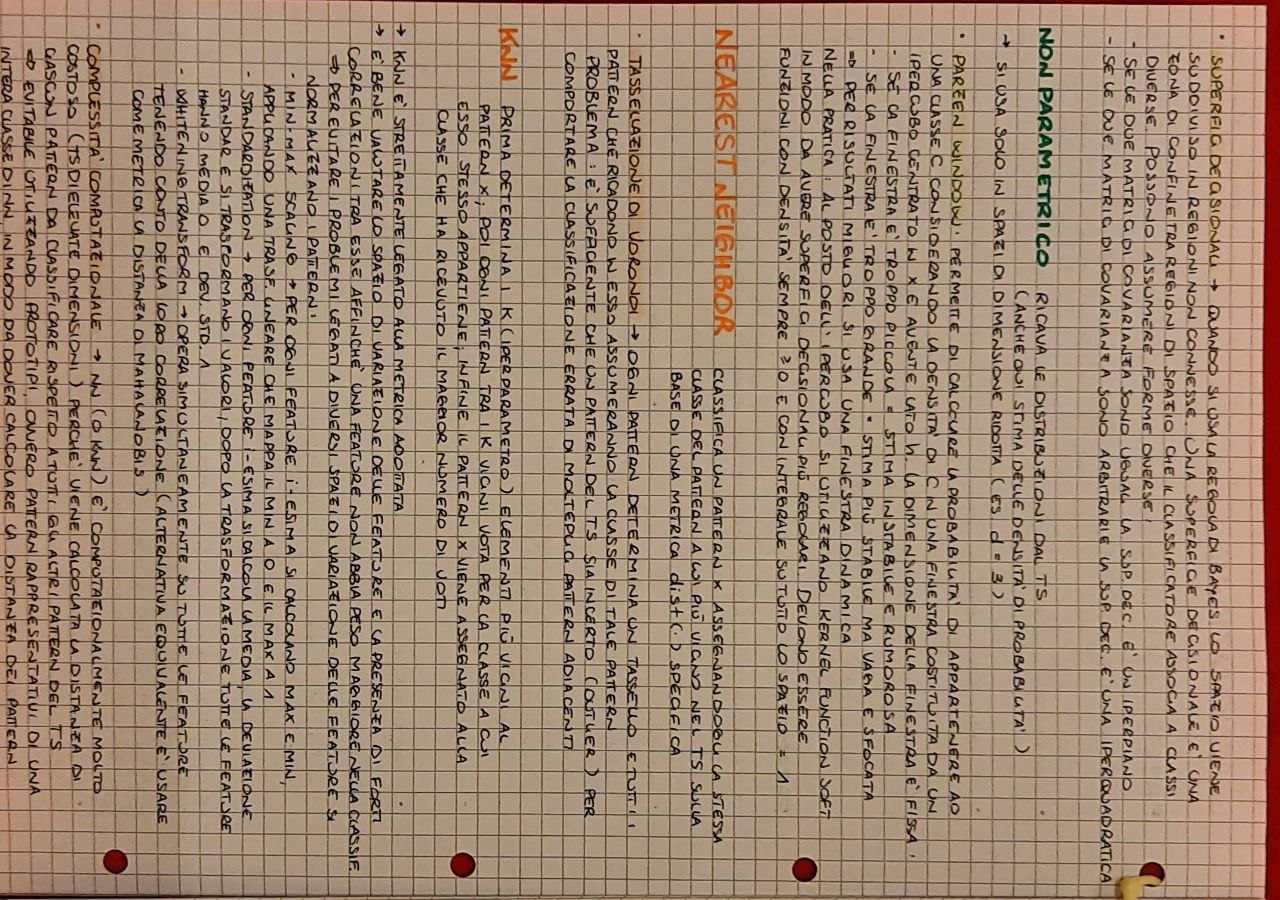 • SUPERFICI DECISIONALI → QUANDO SI USA LA REGOLA DI BAYES LO SPAZIO VIENE
SUDDIVISO IN REGIONI NON CONNESSE. UNA SUPERFICIE DECISIONALE E' UNA
ZONA DI CONFINE TRA REGIONI DI SPAZIO CHE IL CLASSIFICATORE ASSOCIA A CLASSI
DIVERSE. POSSONO ASSUMERE FORME DIVERSE:
- SE LE DUE MATRICI DI COVARIANZA SONO UGUALI LA SUP. DEC. E' UN IPERPIANO
- SE LE DUE MATRICI DI COVARIANZA SONO ARBITRARIE LA SUP. DEC. E' UNA IPERQUADRATICA
NON PARAMETRICO RICAVA LE DISTRIBUZIONI DAL TS
(ANCHE QUI STIMA DELLE DENSITA' DI PROBABILITA')
→ SI USA SOLO IN SPAZI DI DIMENSIONE RIDOTTA (ES. d = 3)
• PARZEN WINDOW: PERMETTE DI CALCOLARE LA PROBABILITA' DI APPARTENERE AD
UNA CLASSE C CONSIDERANDO LA DENSITA' DI C IN UNA FINESTRA COSTITUITA DA UN
IPERCUBO CENTRATO IN X E AVENTE LATO h. LA DIMENSIONE DELLA FINESTRA E' FISSA:
- SE LA FINESTRA E' TROPPO PICCOLA = STIMA INSTABILE E RUMOROSA
- SE LA FINESTRA E' TROPPO GRANDE = STIMA PIÙ STABILE MA VAGA E SFOCATA
⇒ PER RISULTATI MIGLIORI SI USA UNA FINESTRA DINAMICA
NELLA PRATICA: AL POSTO DELL'IPERCUBO SI UTILIZZANO KERNEL FUNCTION SOFT
IN MODO DA AVERE SUPERFICI DECISIONALI PIÙ REGOLARI. DEVONO ESSERE
FUNZIONI CON DENSITA' SEMPRE ≥0 E CON INTEGRALE SU TUTTO LO SPAZIO = 1
NEAREST NEIGHBOR CLASSIFICA UN PATTERN X ASSEGNANDOGLI LA STESSA
CLASSE DEL PATTERN A LUI PIÙ VICINO NEL TS SULLA
BASE DI UNA METRICA dist(·) SPECIFICA
• TASSELLAZIONE DI VORONOI → OGNI PATTERN DETERMINA UN TASSELLO E TUTTI I
PATTERN CHE RICADONO IN ESSO ASSUMERANNO LA CLASSE DI TALE PATTERN
PROBLEMA: E' SUFFICIENTE CHE UN PATTERN DEL TS SIA INCERTO (OUTLIER) PER
COMPORTARE LA CLASSIFICAZIONE ERRATA DI MOLTEPLICI PATTERN ADIACENTI
KNN PRIMA DETERMINA I K (IPERPARAMETRO) ELEMENTI PIÙ VICINI AL
PATTERN X; POI OGNI PATTERN TRA I K VICINI VOTA PER LA CLASSE A CUI
ESSO STESSO APPARTIENE; INFINE IL PATTERN X VIENE ASSEGNATO ALLA
CLASSE CHE HA RICEVUTO IL MAGGIOR NUMERO DI VOTI
→ KNN E' STRETTAMENTE LEGATO ALLA METRICA ADOTTATA
→ E' BENE VALUTARE LO SPAZIO DI VARIAZIONE DELLE FEATURE E LA PRESENZA DI FORTI
CORRELAZIONI TRA ESSE AFFINCHE' UNA FEATURE NON ABBIA PESO MAGGIORE NELLA CLASSIF.
⇒ PER EVITARE I PROBLEMI LEGATI A DIVERSI SPAZI DI VARIAZIONE DELLE FEATURE SI
NORMALIZZANO I PATTERN:
- MIN-MAX SCALING → PER OGNI FEATURE i-ESIMA SI CALCOLANO MAX E MIN,
APPLICANDO UNA TRASF. LINEARE CHE MAPPA IL MIN A 0 E IL MAX A 1
- STANDARDIZATION → PER OGNI FEATURE i-ESIMA SI CALCOLA LA MEDIA, LA DEVIAZIONE
STANDAR E SI TRASFORMANO I VALORI, DOPO LA TRASFORMAZIONE TUTTE LE FEATURE
HANNO MEDIA 0 E DEV. STD. 1
- WHITENING TRANSFORM → OPERA SIMULTANEAMENTE SU TUTTE LE FEATURE
TENENDO CONTO DELLA LORO CORRELAZIONE (ALTERNATIVA EQUIVALENTE E' USARE
COME METRICA LA DISTANZA DI MAHALANOBIS)
• COMPLESSITA' COMPUTAZIONALE → NN (O KNN) E' COMPUTAZIONALMENTE MOLTO
COSTOSO (TS DI ELEVATE DIMENSIONI) PERCHE' VIENE CALCOLATA LA DISTANZA DI
CIASCUN PATTERN DA CLASSIFICARE RISPETTO A TUTTI GLI ALTRI PATTERN DEL TS
⇒ EVITABILE UTILIZZANDO PROTOTIPI, OVVERO PATTERN RAPPRESENTATIVI DI UNA
INTERA CLASSE DI NN, IN MODO DA DOVER CALCOLARE LA DISTANZA DEI PATTERN